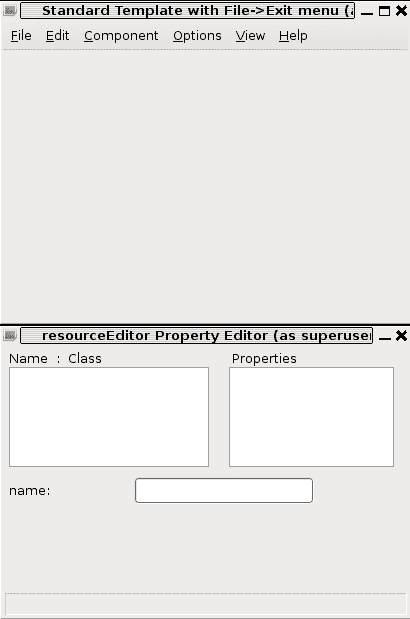 Standard Template with File->Exit menu (a
File Edit Component Options View Help
resourceEditor Property Editor (as superuser
Name : Class Properties
name: